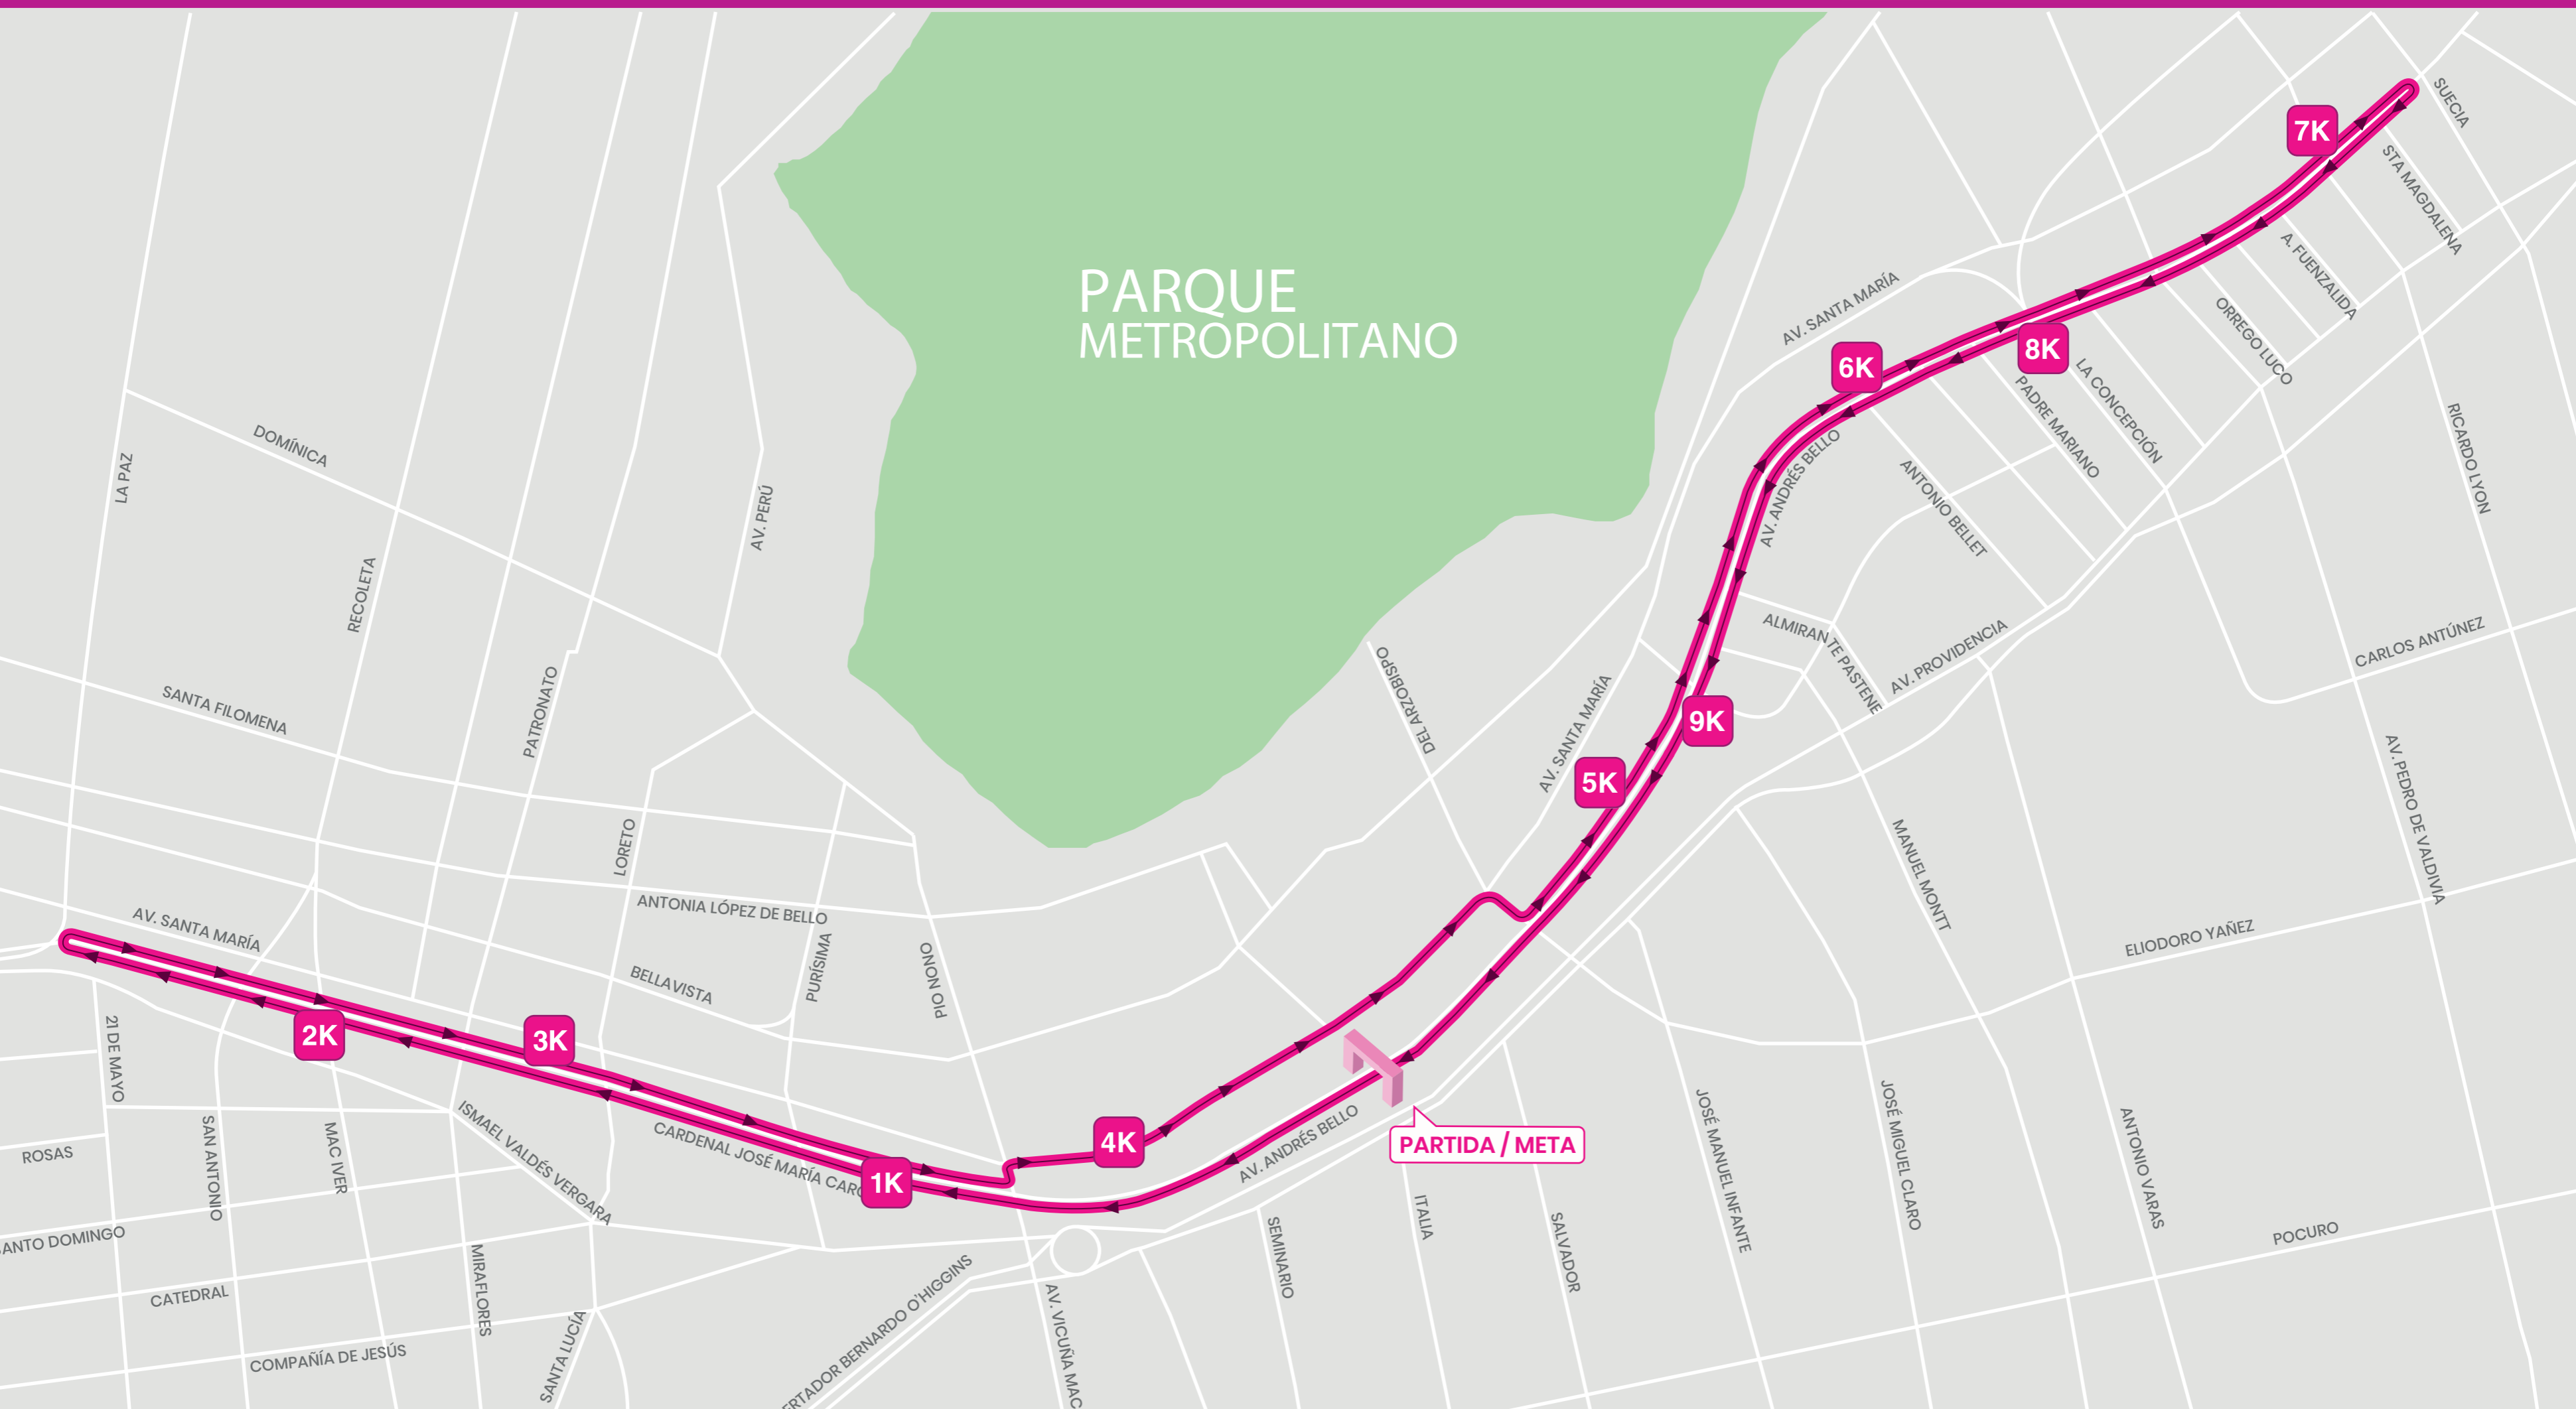 SUECIA
7K
STA MAGDALENA
A. FUENZALIDA
PARQUE
METROPOLITANO
AV. SANTA MARÍA
ORREGO LUCO
8K
6K
LA CONCEPCIÓN
PADRE MARIANO
RICARDO LYON
DOMÍNICA
AV. ANDRÉS BELLO
LA PAZ
ANTONIO BELLET
AV. PERÚ
RECOLETA
ALMIRAN TE PASTENE
AV. PROVIDENCIA
CARLOS ANTÚNEZ
DEL ARZOBISPO
SANTA FILOMENA
PATRONATO
AV. SANTA MARÍA
9K
5K
AV. PEDRO DE VALDIVIA
LORETO
MANUEL MONTT
ANTONIA LÓPEZ DE BELLO
AV. SANTA MARÍA
PURÍSIMA
PIO NONO
ELIODORO YAÑEZ
BELLAVISTA
2K
3K
21 DE MAYO
4K
1K
ISMAEL VALDÉS VERGARA
CARDENAL JOSÉ MARÍA CARO
AV. ANDRÉS BELLO
PARTIDA / META
JOSÉ MANUEL INFANTE
JOSÉ MIGUEL CLARO
ANTONIO VARAS
ROSAS
SAN ANTONIO
MAC IVER
ITALIA
SALVADOR
SEMINARIO
POCURO
ANTO DOMINGO
MIRAFLORES
CATEDRAL
ERTADOR BERNARDO O'HIGGINS
AV. VICUÑA MAC
SANTA LUCÍA
COMPAÑÍA DE JESÚS